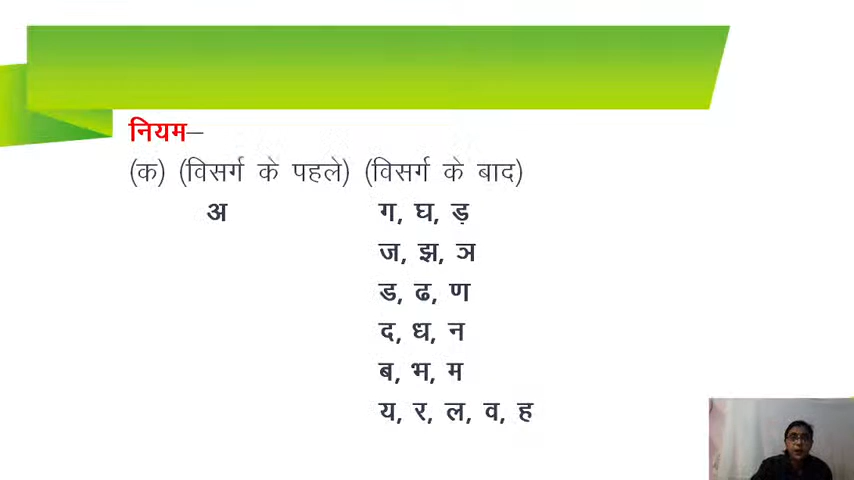 नियम–
(क) (विसर्ग के पहले) (विसर्ग के बाद)
अ ग, घ, ड़
ज, झ, ञ
ड, ढ, ण
द, ध, न
ब, भ, म
य, र, ल, व, ह